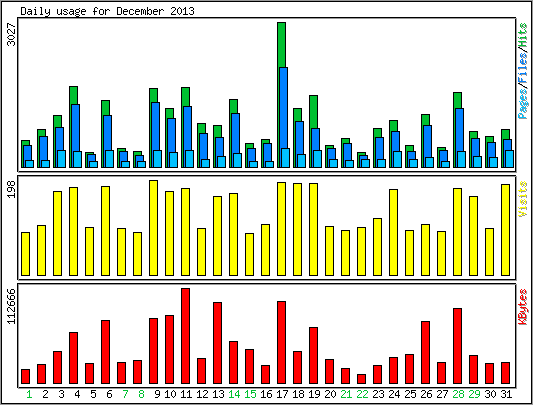 Daily usage for December 2013
3027
Pages/Files/Hits
198
Visits
112666
KBytes
1 2 3 4 5 6 7 8 9 10 11 12 13 14 15 16 17 18 19 20 21 22 23 24 25 26 27 28 29 30 31